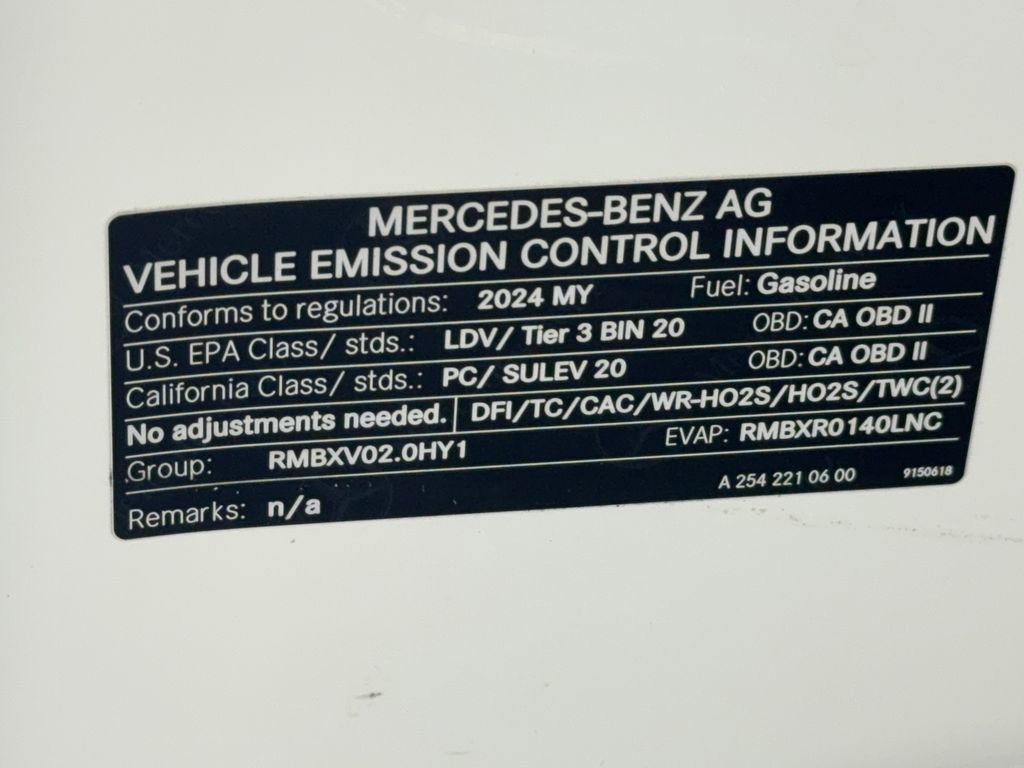 MERCEDES-BENZ AG
VEHICLE EMISSION CONTROL INFORMATION
Conforms to regulations: 2024 MY Fuel: Gasoline
U.S. EPA Class/ stds.: LDV/ Tier 3 BIN 20 OBD: CA OBD II
California Class/ stds.: PC/ SULEV 20 OBD: CA OBD II
No adjustments needed. DFI/TC/CAC/WR-HO2S/HO2S/TWC(2)
Group: RMBXV02.0HY1 EVAP: RMBXR0140LNC
Remarks: n/a A 254 221 06 00 9150618